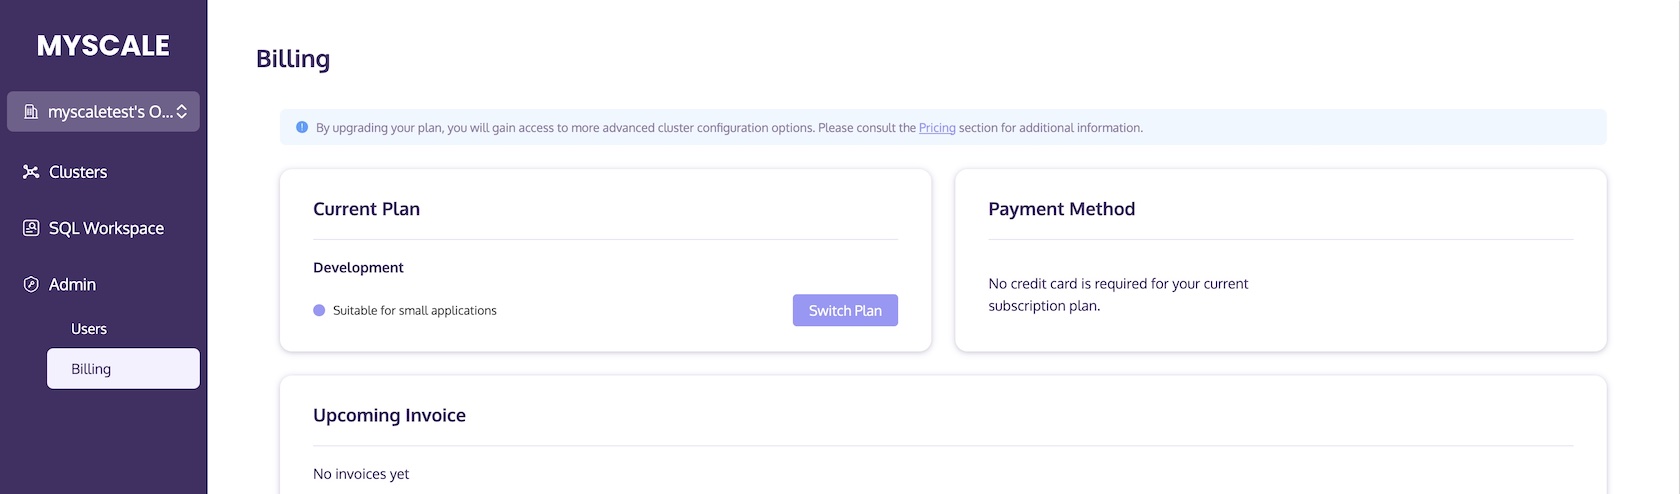 MYSCALE
myscaletest's O...
Clusters
SQL Workspace
Admin
Users
Billing
Billing
By upgrading your plan, you will gain access to more advanced cluster configuration options. Please consult the Pricing section for additional information.
Current Plan
Development
Suitable for small applications
Switch Plan
Payment Method
No credit card is required for your current
subscription plan.
Upcoming Invoice
No invoices yet